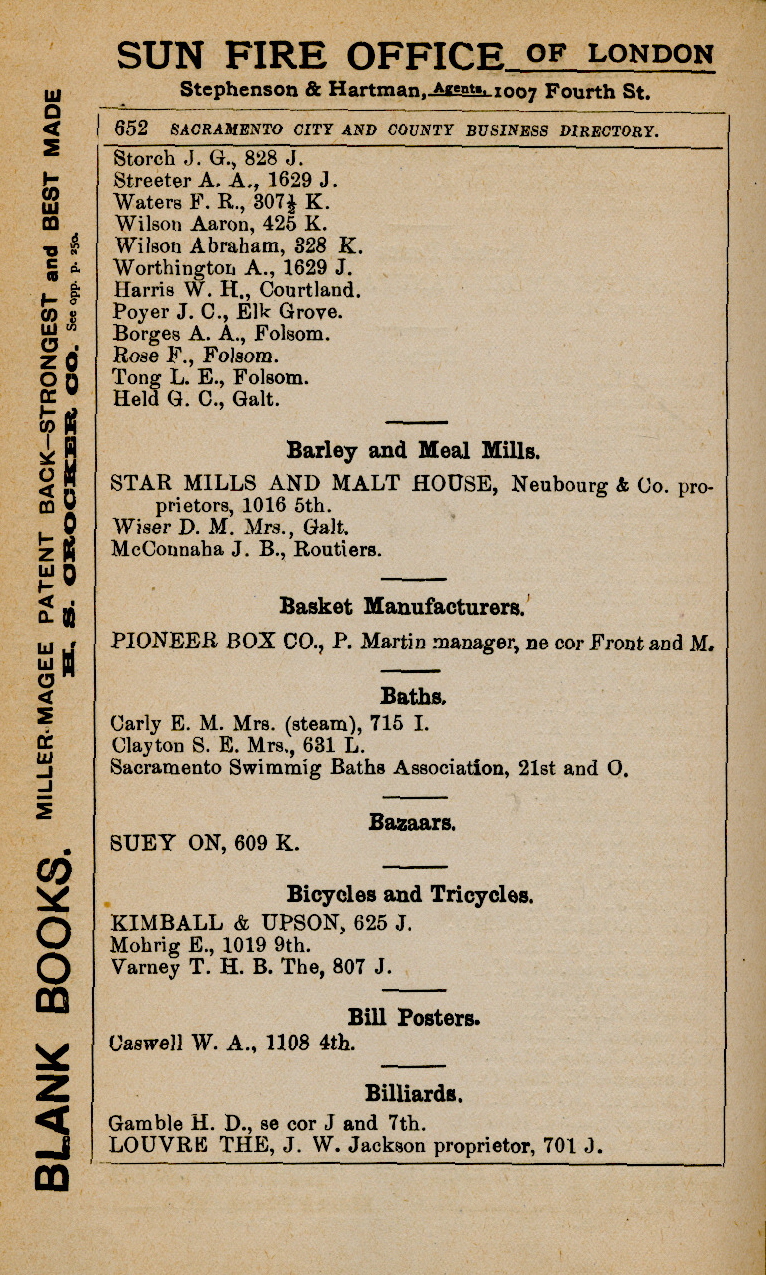 SUN FIRE OFFICE OF LONDON
Stephenson & Hartman, Agents, 1007 Fourth St.
652 SACRAMENTO CITY AND COUNTY BUSINESS DIRECTORY.
Storch J. G., 828 J.
Streeter A. A., 1629 J.
Waters F. R., 307½ K.
Wilson Aaron, 425 K.
Wilson Abraham, 328 K.
Worthington A., 1629 J.
Harris W. H., Courtland.
Poyer J. C., Elk Grove.
Borges A. A., Folsom.
Rose F., Folsom.
Tong L. E., Folsom.
Held G. C., Galt.
Barley and Meal Mills.
STAR MILLS AND MALT HOUSE, Neubourg & Co. pro-
prietors, 1016 5th.
Wiser D. M. Mrs., Galt.
McConnaha J. B., Routiers.
Basket Manufacturers.
PIONEER BOX CO., P. Martin manager, ne cor Front and M.
Baths.
Carly E. M. Mrs. (steam), 715 I.
Clayton S. E. Mrs., 631 L.
Sacramento Swimmig Baths Association, 21st and O.
Bazaars.
SUEY ON, 609 K.
Bicycles and Tricycles.
KIMBALL & UPSON, 625 J.
Mohrig E., 1019 9th.
Varney T. H. B. The, 807 J.
Bill Posters.
Caswell W. A., 1108 4th.
Billiards.
Gamble H. D., se cor J and 7th.
LOUVRE THE, J. W. Jackson proprietor, 701 J.
BLANK BOOKS. MILLER-MAGEE PATENT BACK—STRONGEST and BEST MADE
H. S. CROCKER CO. See opp. p. 250.